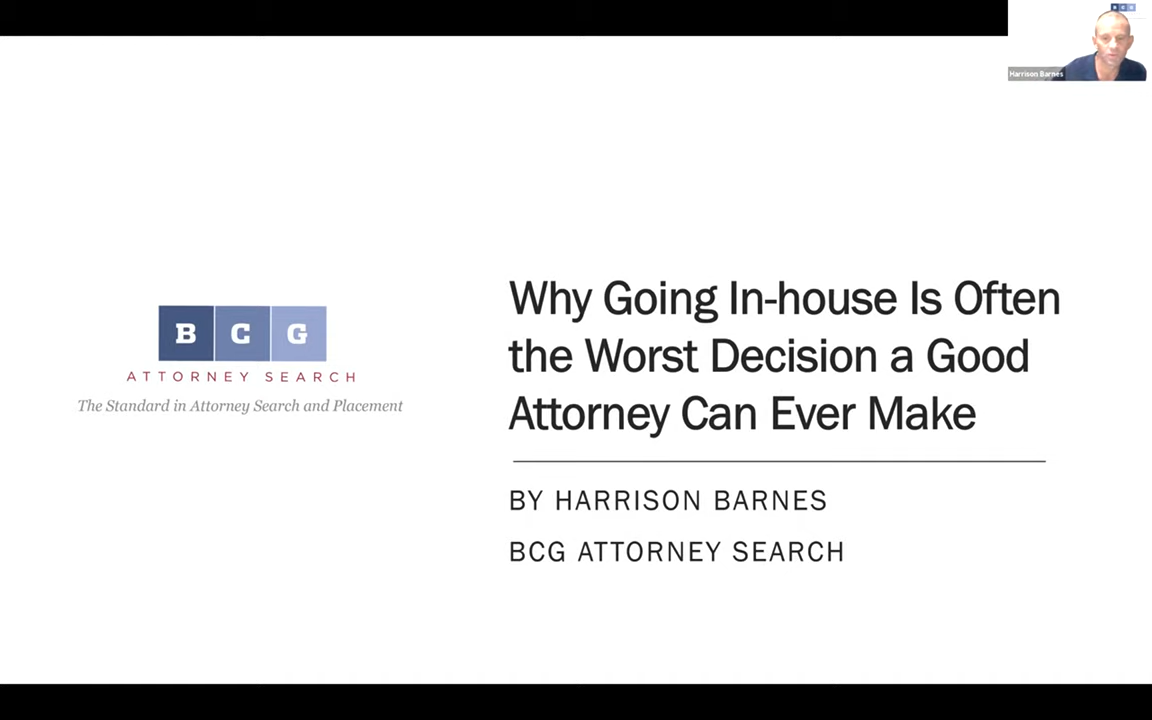 B C G
Harrison Barnes
Why Going In-house Is Often
the Worst Decision a Good
Attorney Can Ever Make
B C G
ATTORNEY SEARCH
The Standard in Attorney Search and Placement
BY HARRISON BARNES
BCG ATTORNEY SEARCH